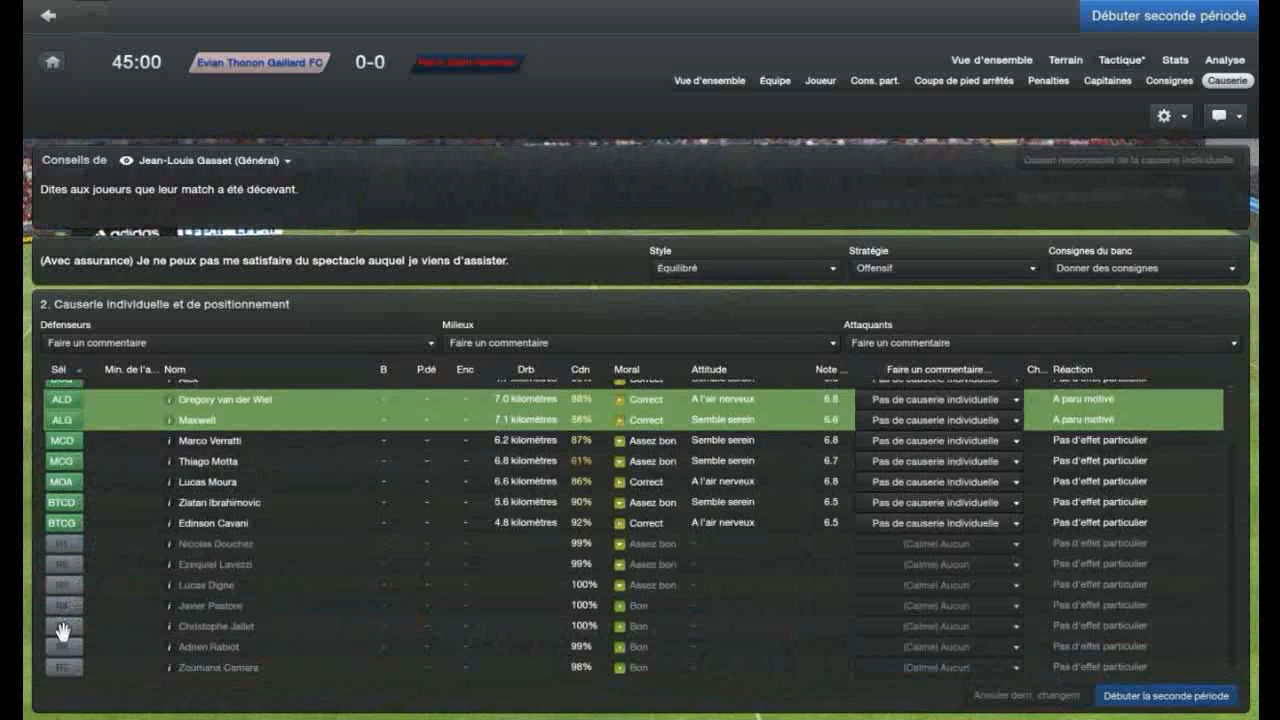 Débuter seconde période
45:00 Evian Thonon Gaillard FC 0-0
Vue d'ensemble Terrain Tactique* Stats Analyse
Vue d'ensemble Équipe Joueur Cons. part. Coups de pied arrêtés Penalties Capitaines Consignes Causerie
Conseils de Jean-Louis Gasset (Général)
responsable de la causerie individuelle
Dites aux joueurs que leur match a été décevant.
adidas
(Avec assurance) Je ne peux pas me satisfaire du spectacle auquel je viens d'assister.
Style Stratégie Consignes du banc
Équilibré Offensif Donner des consignes
2. Causerie individuelle et de positionnement
Défenseurs Milieux Attaquants
Faire un commentaire Faire un commentaire Faire un commentaire
Sél Min. de l'a... Nom B P.dé Enc Drb Cdn Moral Attitude Note ... Faire un commentaire... Ch... Réaction
ALD i Gregory van der Wiel - - - 7.0 kilomètres 88% Correct A l'air nerveux 6.8 Pas de causerie individuelle A paru motivé
ALG i Maxwell - - - 7.1 kilomètres 86% Correct Semble serein 6.6 Pas de causerie individuelle A paru motivé
MCD i Marco Verratti - - - 6.2 kilomètres 87% Assez bon Semble serein 6.8 Pas de causerie individuelle Pas d'effet particulier
MCG i Thiago Motta - - - 6.8 kilomètres 61% Assez bon Semble serein 6.7 Pas de causerie individuelle Pas d'effet particulier
MOA i Lucas Moura - - - 6.6 kilomètres 86% Correct A l'air nerveux 6.8 Pas de causerie individuelle Pas d'effet particulier
BTCD i Zlatan Ibrahimovic - - - 5.6 kilomètres 90% Assez bon Semble serein 6.5 Pas de causerie individuelle Pas d'effet particulier
BTCG i Edinson Cavani - - - 4.8 kilomètres 92% Correct A l'air nerveux 6.5 Pas de causerie individuelle Pas d'effet particulier
i Nicolas Douchez - - - 99% Assez bon - (Calme) Aucun Pas d'effet particulier
i Ezequiel Lavezzi - - - 99% Assez bon - (Calme) Aucun Pas d'effet particulier
i Lucas Digne - - - 100% Assez bon - (Calme) Aucun Pas d'effet particulier
i Javier Pastore - - - 100% Bon - (Calme) Aucun Pas d'effet particulier
i Christophe Jallet - - - 100% Bon - (Calme) Aucun Pas d'effet particulier
i Adrien Rabiot - - - 99% Bon - (Calme) Aucun Pas d'effet particulier
i Zoumana Camara - - - 98% Bon - (Calme) Aucun Pas d'effet particulier
Annuler dern. changem Débuter la seconde période